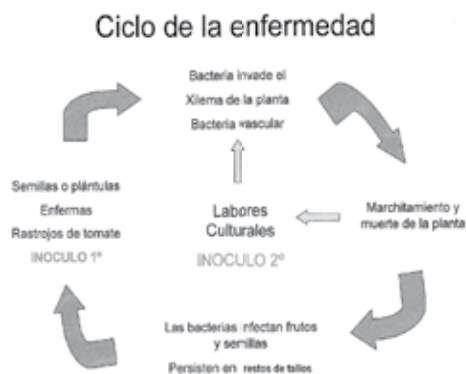 Ciclo de la enfermedad
Bacteria invade el
Xilema de la planta
Bacteria vascular
Marchitamiento y
muerte de la planta
Labores
Culturales
INOCULO 2º
Las bacterias infectan frutos
y semillas
Persisten en restos de tallos
Semillas o plántulas
Enfermas
Rastrojos de tomate
INOCULO 1º